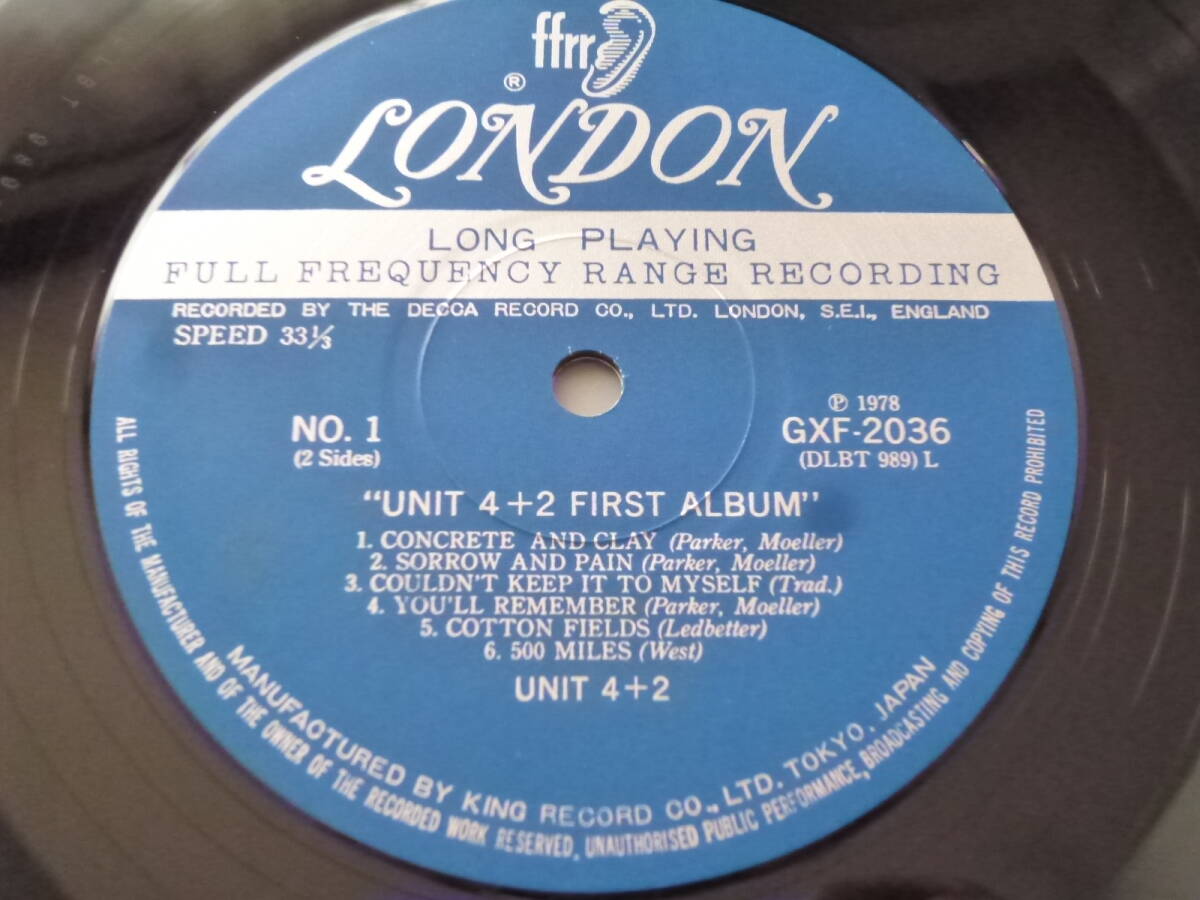 ffrr
®
LONDON
LONG PLAYING
FULL FREQUENCY RANGE RECORDING
RECORDED BY THE DECCA RECORD CO., LTD. LONDON, S.E.I., ENGLAND
SPEED 33⅓
NO. 1
(2 Sides)
℗ 1978
GXF-2036
(DLBT 989) L
"UNIT 4+2 FIRST ALBUM"
1. CONCRETE AND CLAY (Parker, Moeller)
2. SORROW AND PAIN (Parker, Moeller)
3. COULDN'T KEEP IT TO MYSELF (Trad.)
4. YOU'LL REMEMBER (Parker, Moeller)
5. COTTON FIELDS (Ledbetter)
6. 500 MILES (West)
UNIT 4+2
MANUFACTURED BY KING RECORD CO., LTD. TOKYO, JAPAN
ALL RIGHTS OF THE MANUFACTURER AND OF THE OWNER OF THE RECORDED WORK RESERVED, UNAUTHORISED PUBLIC PERFORMANCE, BROADCASTING AND COPYING OF THIS RECORD PROHIBITED